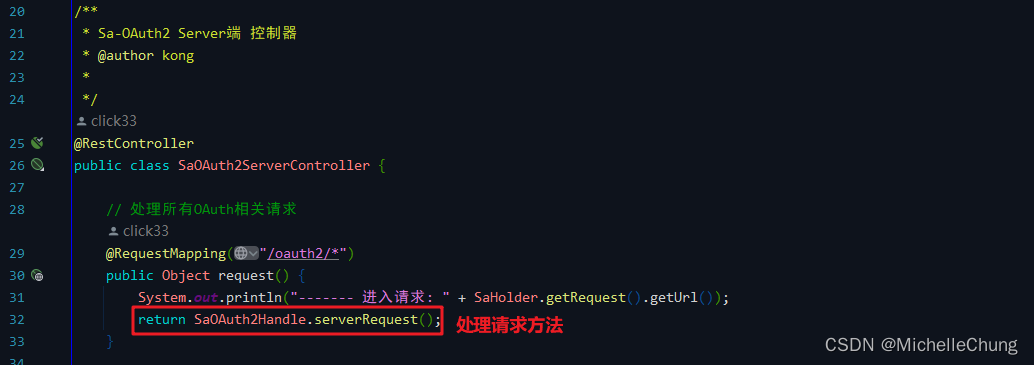 20 /**
21 * Sa-OAuth2 Server端 控制器
22 * @author kong
23 *
24 */
click33
25 @RestController
26 public class SaOAuth2ServerController {
27
28 // 处理所有OAuth相关请求
click33
29 @RequestMapping("/oauth2/*")
30 public Object request() {
31 System.out.println("------- 进入请求: " + SaHolder.getRequest().getUrl());
32 return SaOAuth2Handle.serverRequest(); 处理请求方法
33 }
34
CSDN @MichelleChung